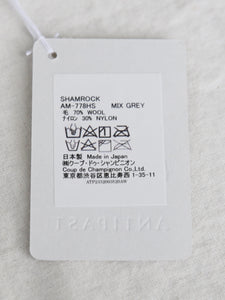 SHAMROCK
AM-778HS MIX GREY
毛 70% WOOL
ナイロン 30% NYLON
日本製 Made in Japan
㈲クープ・ドゥ・シャンピニオン
Coup de Champignon Co.,Ltd.
東京都渋谷区恵比寿西1-35-11
ANTIPAST